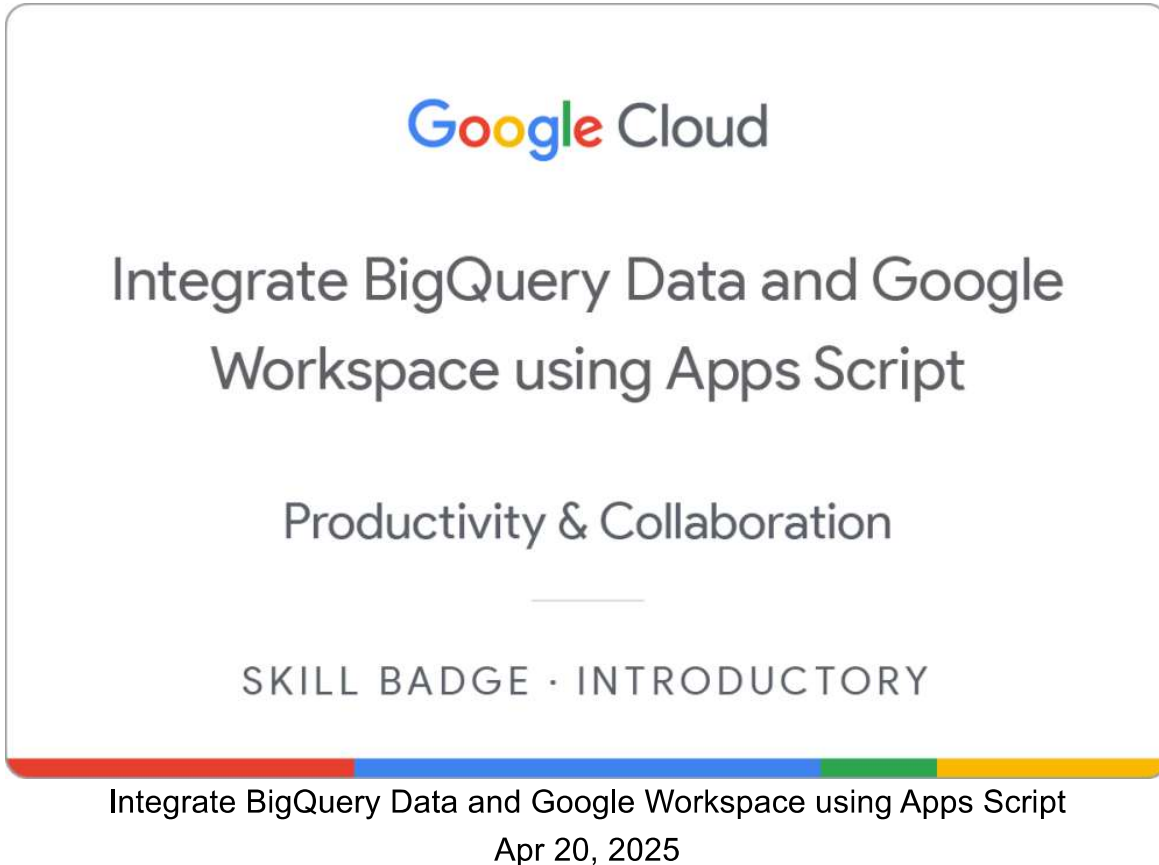 Google Cloud
Integrate BigQuery Data and Google
Workspace using Apps Script
Productivity & Collaboration
SKILL BADGE · INTRODUCTORY
Integrate BigQuery Data and Google Workspace using Apps Script
Apr 20, 2025